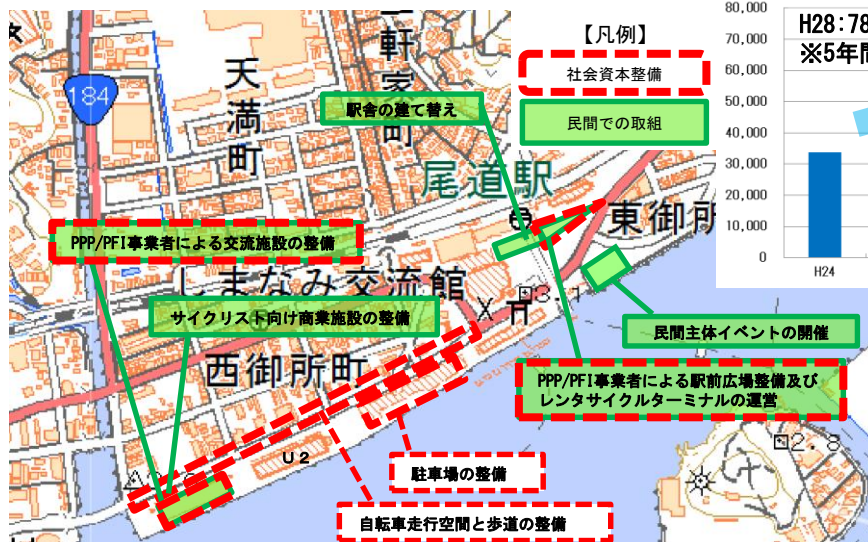 【凡例】
社会資本整備
民間での取組
80,000
70,000
60,000
50,000
40,000
30,000
20,000
10,000
0
H28:78
※5年間
H24
184
天満町
三軒家町
駅舎の建て替え
尾道駅
東御所
PPP/PFI事業者による交流施設の整備
しまなみ交流館
サイクリスト向け商業施設の整備
民間主体イベントの開催
西御所町
PPP/PFI事業者による駅前広場整備及び
レンタサイクルターミナルの運営
U2
駐車場の整備
2.8
自転車走行空間と歩道の整備